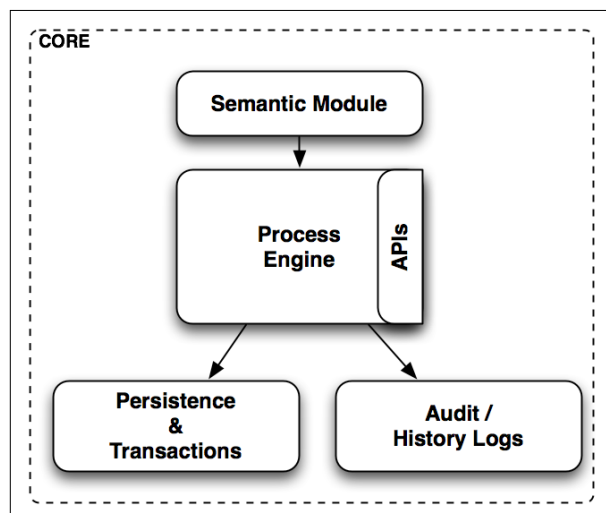 CORE
Semantic Module
Process
Engine
APIs
Persistence
&
Transactions
Audit /
History Logs